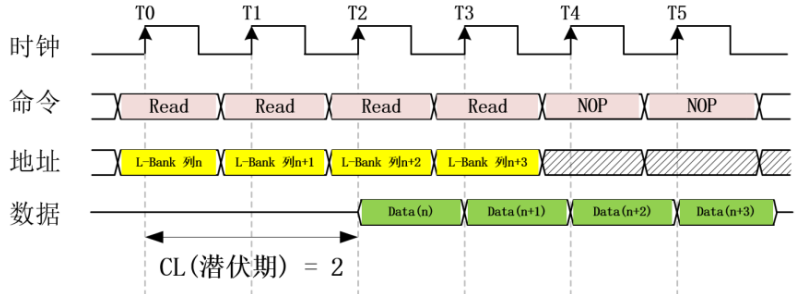 T0 T1 T2 T3 T4 T5
时钟
命令 Read Read Read Read NOP NOP
地址 L-Bank 列n L-Bank 列n+1 L-Bank 列n+2 L-Bank 列n+3
数据 Data(n) Data(n+1) Data(n+2) Data(n+3)
CL(潜伏期) = 2